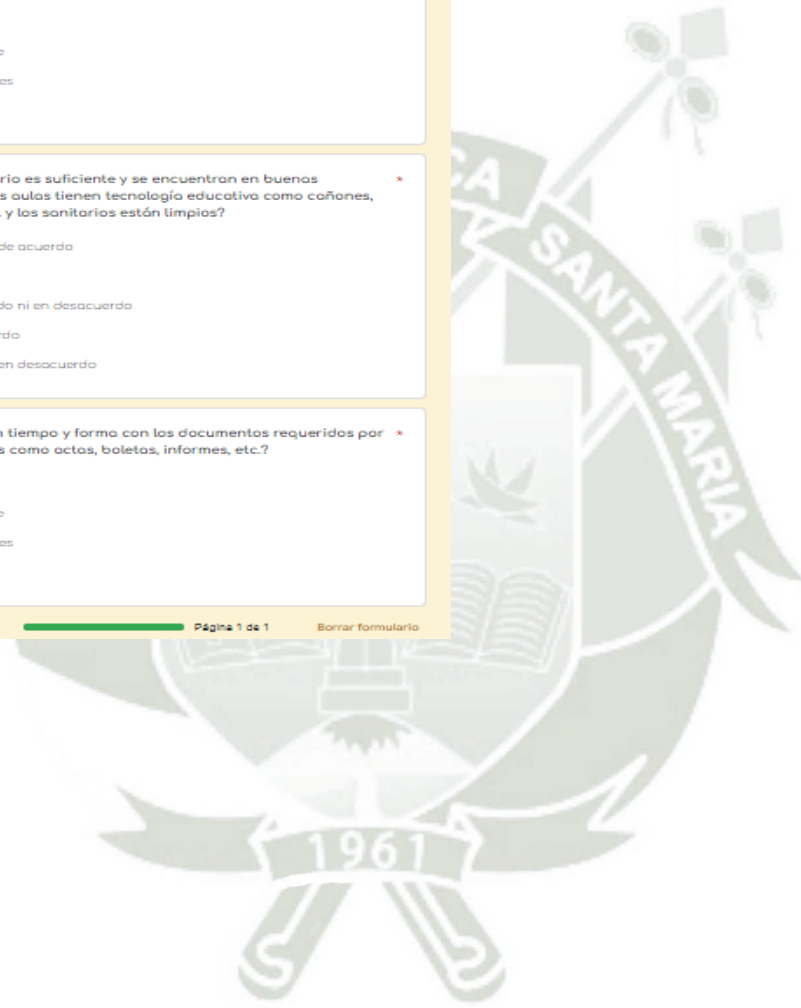 e
es
rio es suficiente y se encuentran en buenas *
s aulas tienen tecnología educativa como cañones,
y los sanitarios están limpios?
de acuerdo
do ni en desacuerdo
rdo
en desacuerdo
n tiempo y forma con los documentos requeridos por *
s como actas, boletas, informes, etc.?
e
es
Página 1 de 1
Borrar formulario
CA
SANTA MARIA
1961